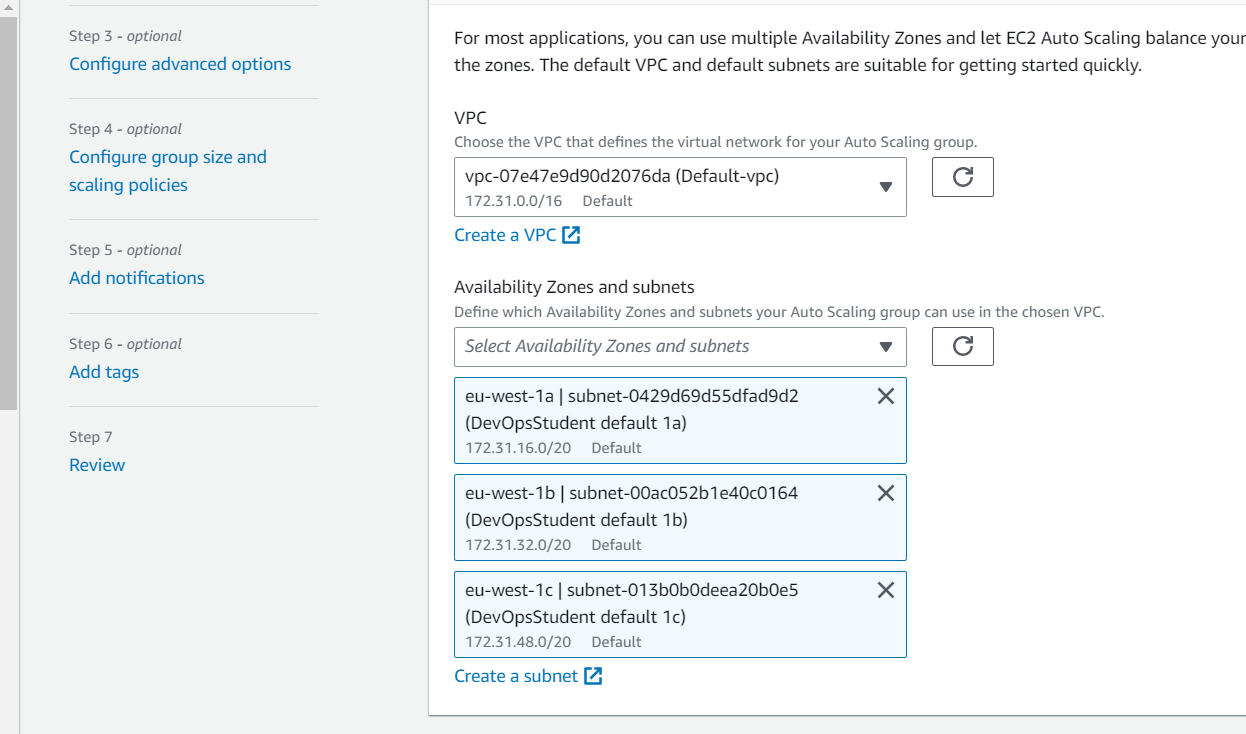 Step 3 - optional
Configure advanced options
Step 4 - optional
Configure group size and
scaling policies
Step 5 - optional
Add notifications
Step 6 - optional
Add tags
Step 7
Review
For most applications, you can use multiple Availability Zones and let EC2 Auto Scaling balance your
the zones. The default VPC and default subnets are suitable for getting started quickly.
VPC
Choose the VPC that defines the virtual network for your Auto Scaling group.
vpc-07e47e9d90d2076da (Default-vpc)
172.31.0.0/16 Default
Create a VPC
Availability Zones and subnets
Define which Availability Zones and subnets your Auto Scaling group can use in the chosen VPC.
Select Availability Zones and subnets
eu-west-1a | subnet-0429d69d55dfad9d2
(DevOpsStudent default 1a)
172.31.16.0/20 Default
eu-west-1b | subnet-00ac052b1e40c0164
(DevOpsStudent default 1b)
172.31.32.0/20 Default
eu-west-1c | subnet-013b0b0deea20b0e5
(DevOpsStudent default 1c)
172.31.48.0/20 Default
Create a subnet